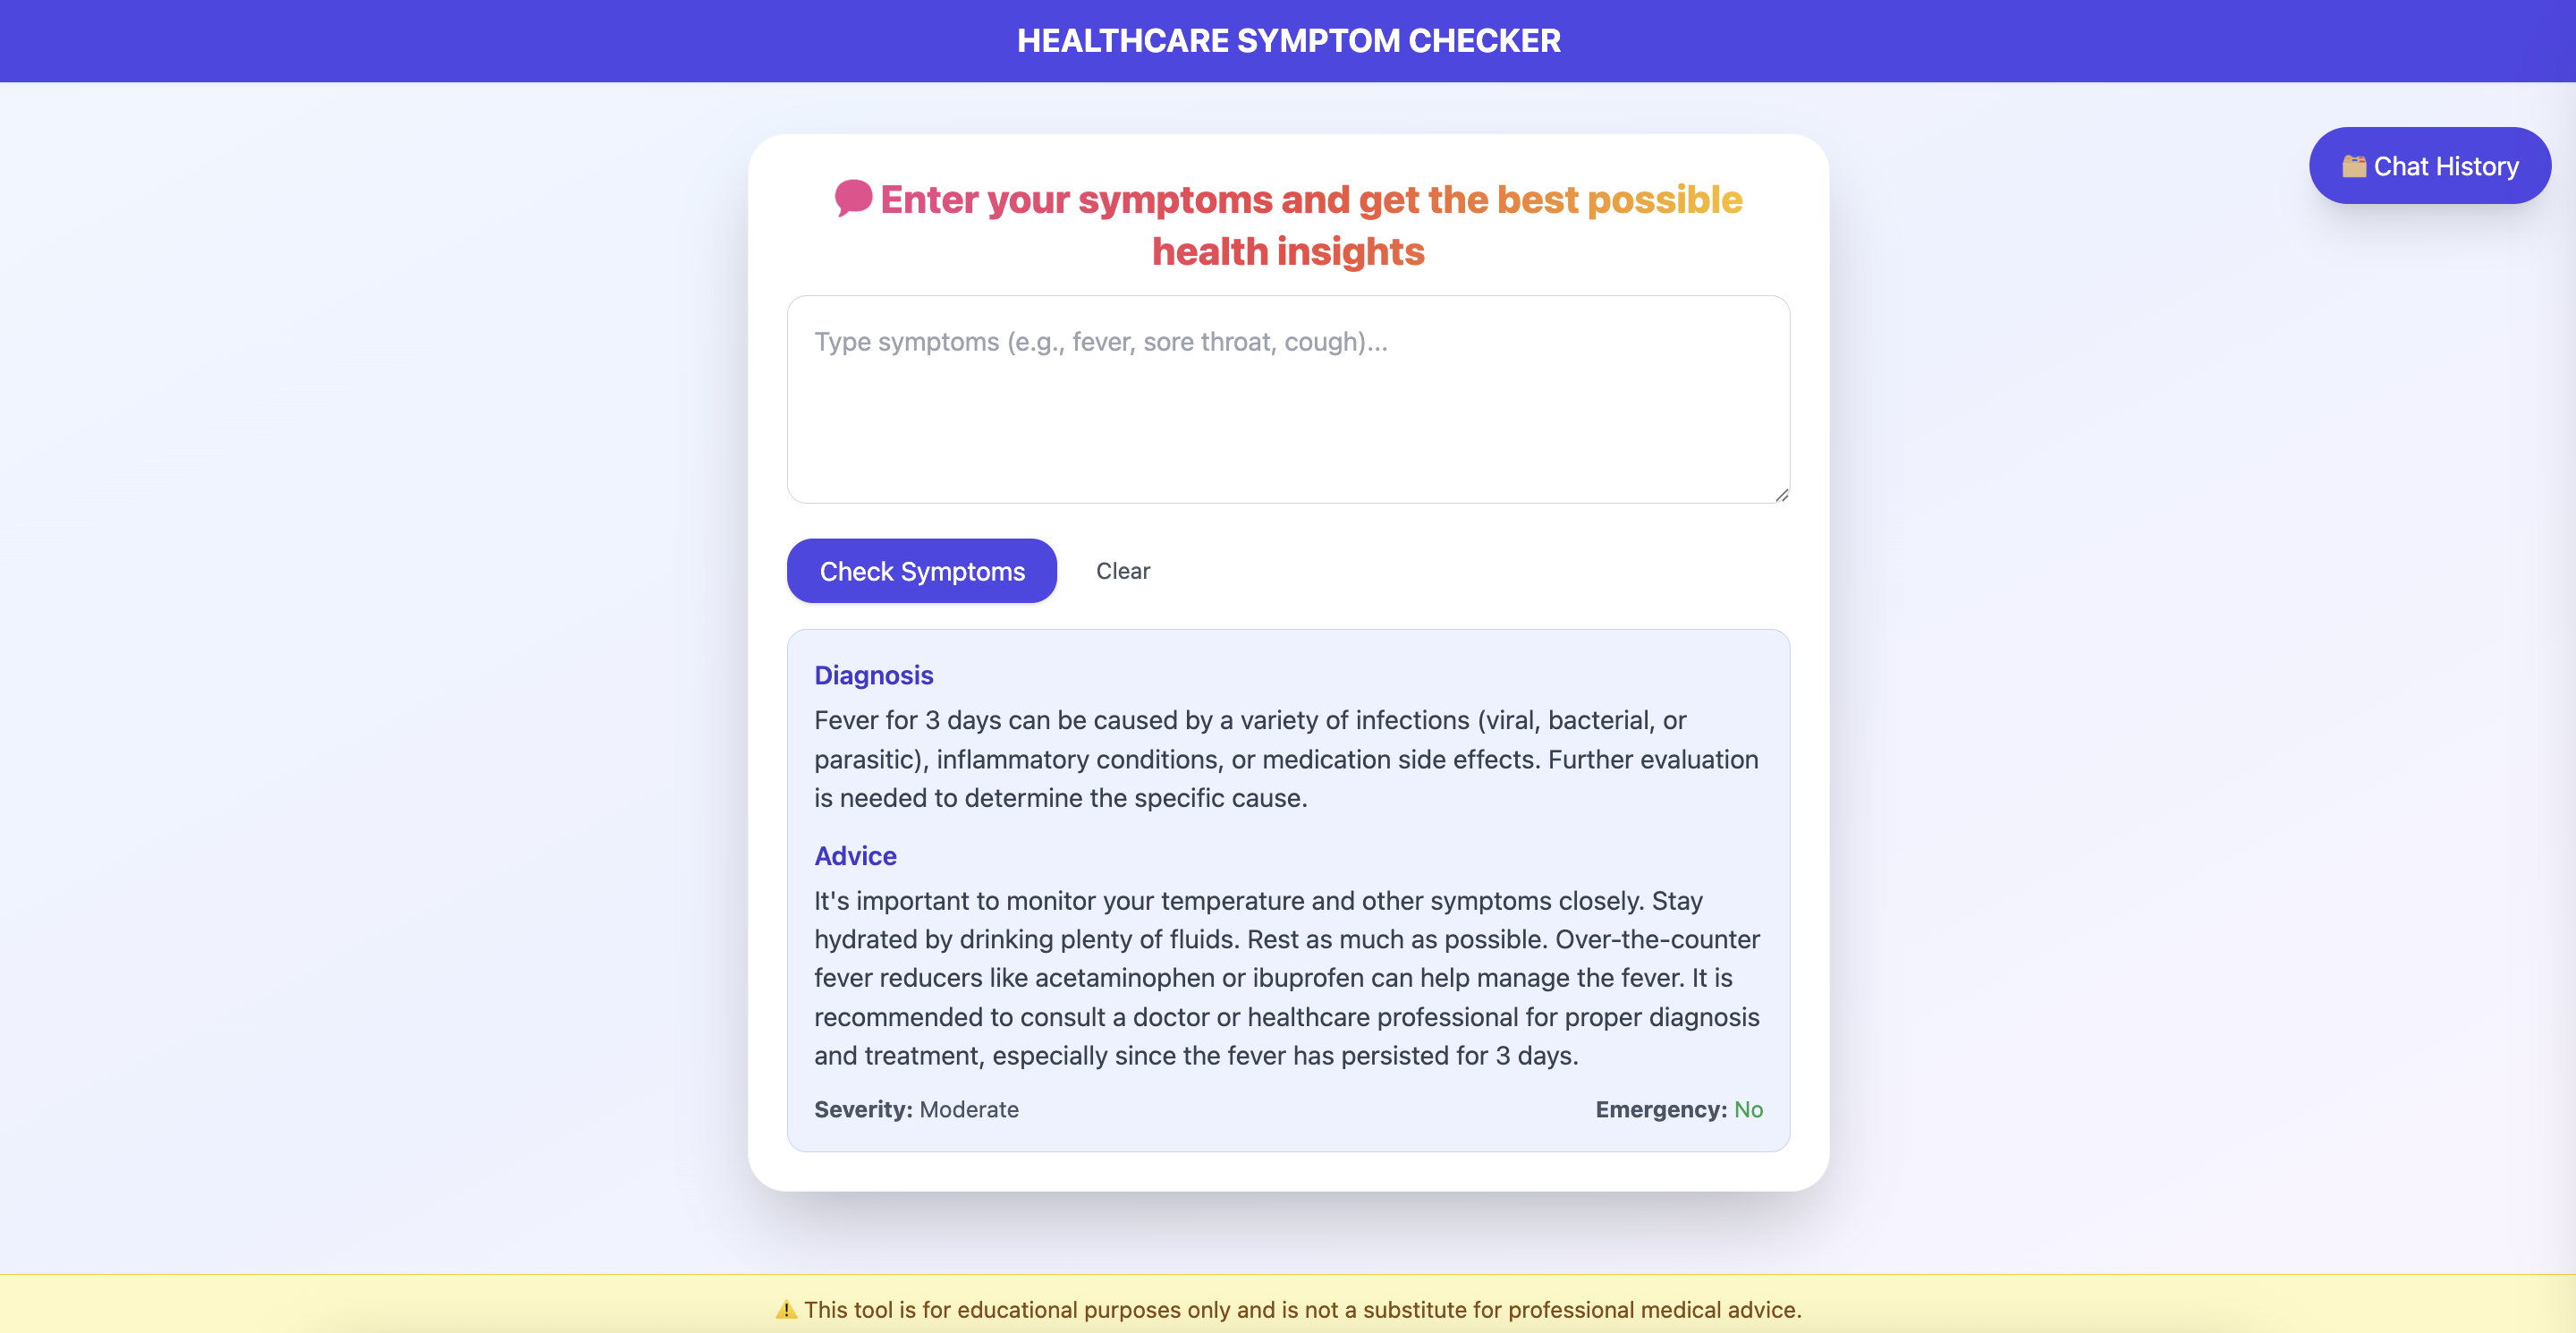 HEALTHCARE SYMPTOM CHECKER
🗂️ Chat History
💬 Enter your symptoms and get the best possible
health insights
Type symptoms (e.g., fever, sore throat, cough)...
Check Symptoms
Clear
Diagnosis
Fever for 3 days can be caused by a variety of infections (viral, bacterial, or
parasitic), inflammatory conditions, or medication side effects. Further evaluation
is needed to determine the specific cause.
Advice
It's important to monitor your temperature and other symptoms closely. Stay
hydrated by drinking plenty of fluids. Rest as much as possible. Over-the-counter
fever reducers like acetaminophen or ibuprofen can help manage the fever. It is
recommended to consult a doctor or healthcare professional for proper diagnosis
and treatment, especially since the fever has persisted for 3 days.
Severity: Moderate
Emergency: No
⚠️ This tool is for educational purposes only and is not a substitute for professional medical advice.